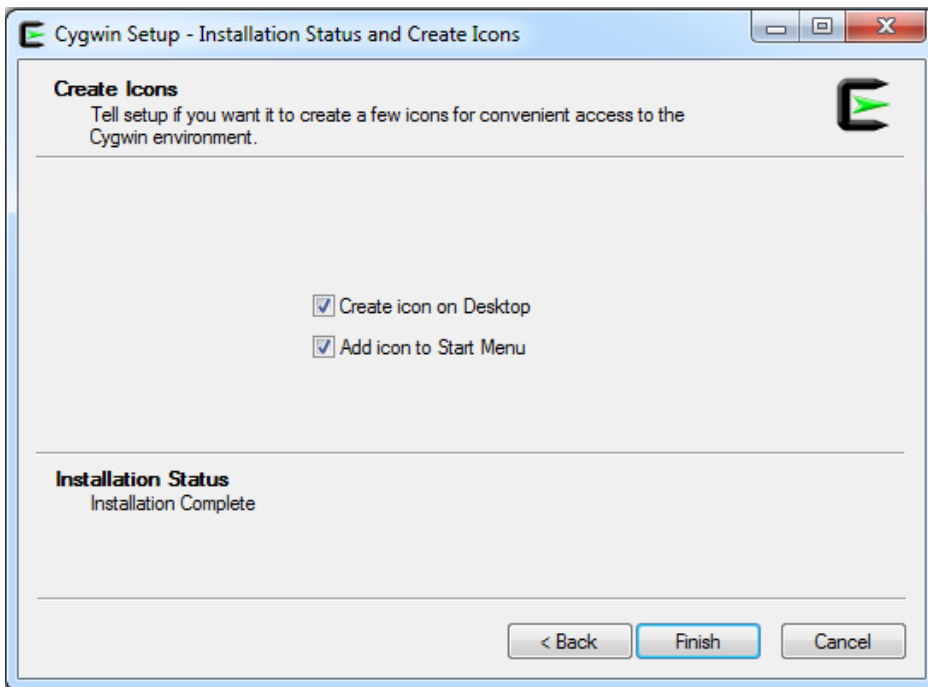 Cygwin Setup - Installation Status and Create Icons
Create Icons
Tell setup if you want it to create a few icons for convenient access to the
Cygwin environment.
Create icon on Desktop
Add icon to Start Menu
Installation Status
Installation Complete
< Back
Finish
Cancel